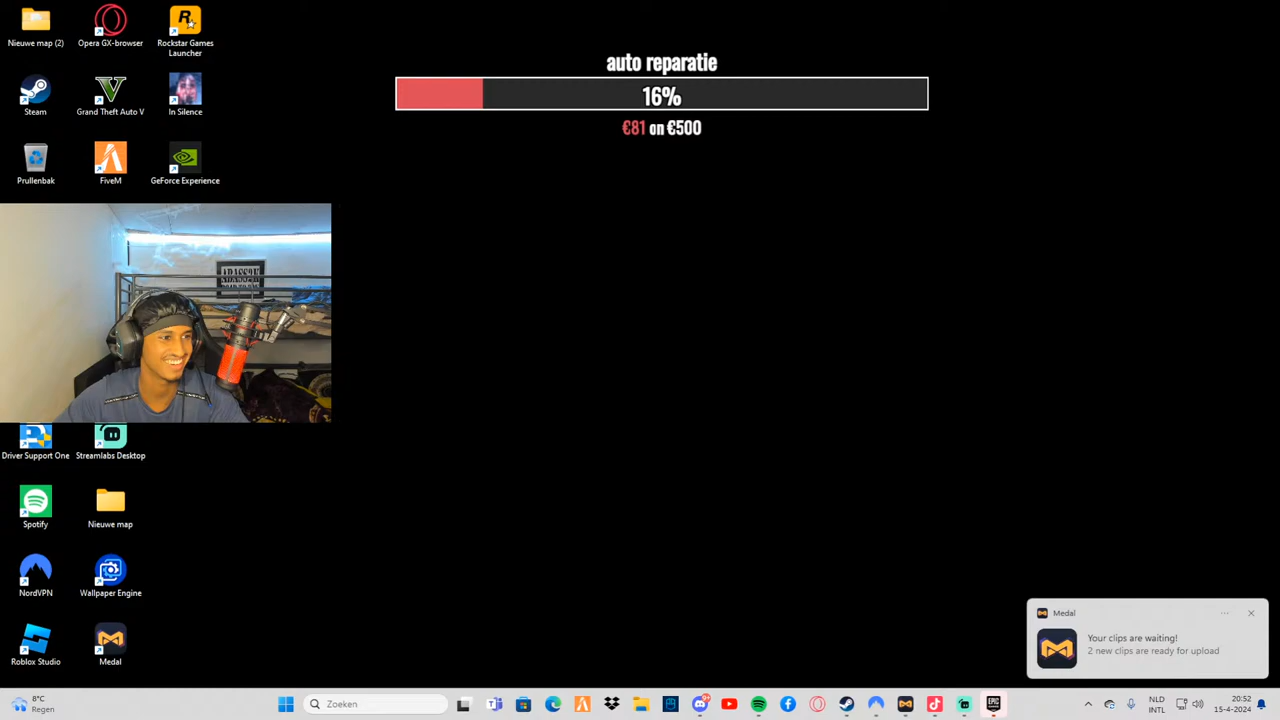 Nieuwe map (2)
Opera GX-browser
Rockstar Games
Launcher
auto reparatie
16%
€81 on €500
Steam
Grand Theft Auto V
In Silence
Prullenbak
FiveM
GeForce Experience
Driver Support One
Streamlabs Desktop
Spotify
Nieuwe map
NordVPN
Wallpaper Engine
Roblox Studio
Medal
Medal
Your clips are waiting!
2 new clips are ready for upload
8°C
Regen
Zoeken
NLD
INTL
20:52
15-4-2024